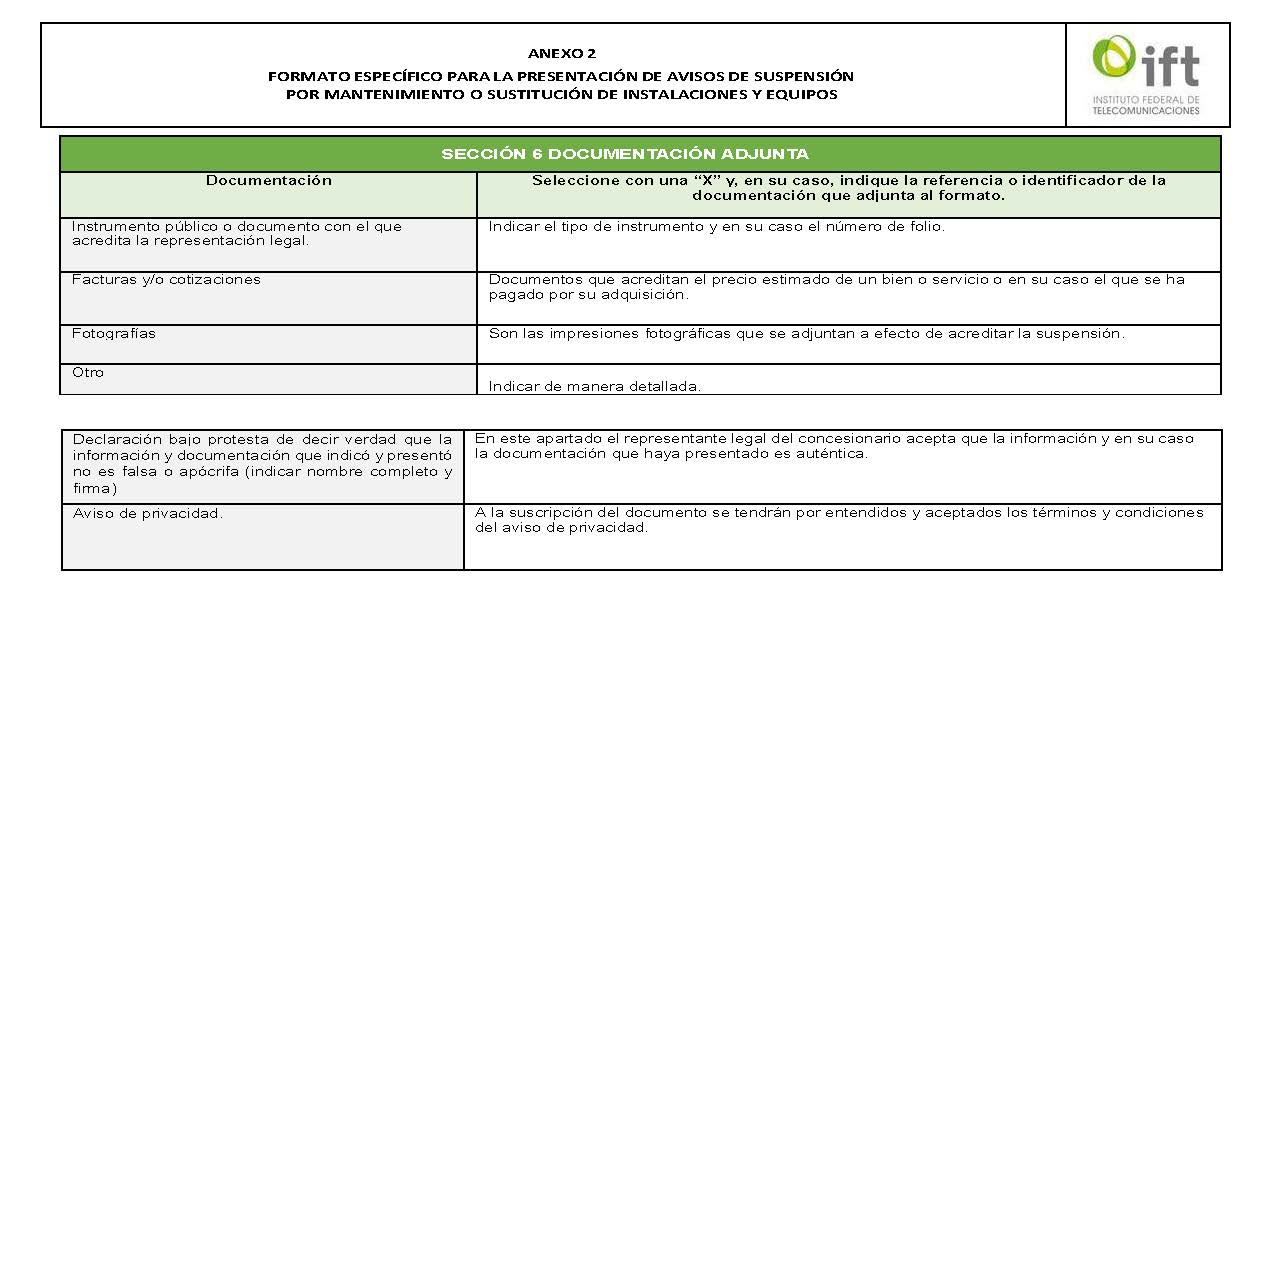 ANEXO 2
FORMATO ESPECÍFICO PARA LA PRESENTACIÓN DE AVISOS DE SUSPENSIÓN
POR MANTENIMIENTO O SUSTITUCIÓN DE INSTALACIONES Y EQUIPOS
ift
INSTITUTO FEDERAL DE
TELECOMUNICACIONES
SECCIÓN 6 DOCUMENTACIÓN ADJUNTA
Documentación
Seleccione con una “X” y, en su caso, indique la referencia o identificador de la
documentación que adjunta al formato.
Instrumento público o documento con el que
acredita la representación legal.
Indicar el tipo de instrumento y en su caso el número de folio.
Facturas y/o cotizaciones
Documentos que acreditan el precio estimado de un bien o servicio o en su caso el que se ha
pagado por su adquisición.
Fotografías
Son las impresiones fotográficas que se adjuntan a efecto de acreditar la suspensión.
Otro
Indicar de manera detallada.
Declaración bajo protesta de decir verdad que la
información y documentación que indicó y presentó
no es falsa o apócrifa (indicar nombre completo y
firma)
En este apartado el representante legal del concesionario acepta que la información y en su caso
la documentación que haya presentado es auténtica.
Aviso de privacidad.
A la suscripción del documento se tendrán por entendidos y aceptados los términos y condiciones
del aviso de privacidad.